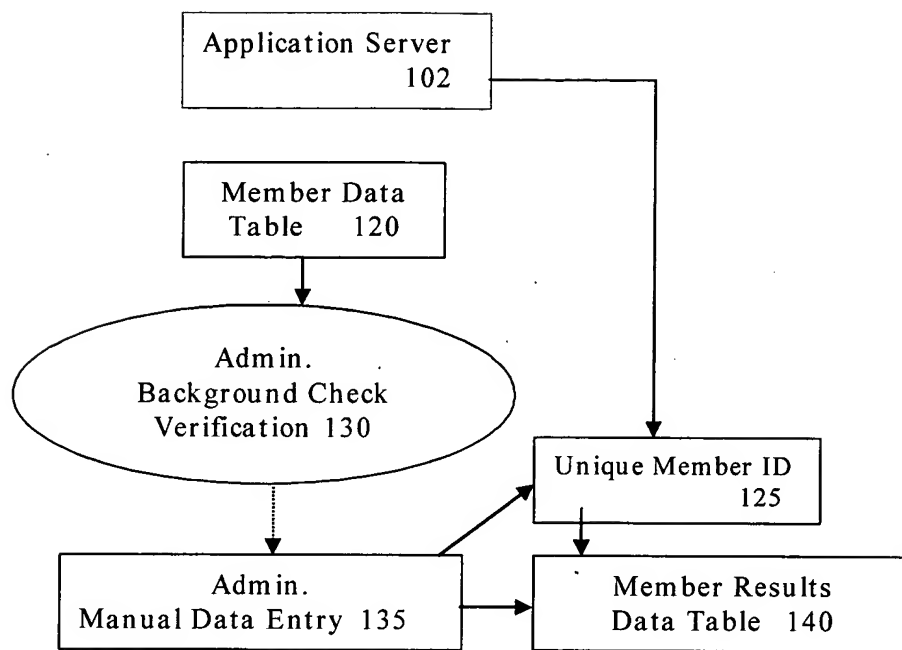 Application Server
102
Member Data
Table 120
Admin.
Background Check
Verification 130
Unique Member ID
125
Admin.
Manual Data Entry 135
Member Results
Data Table 140